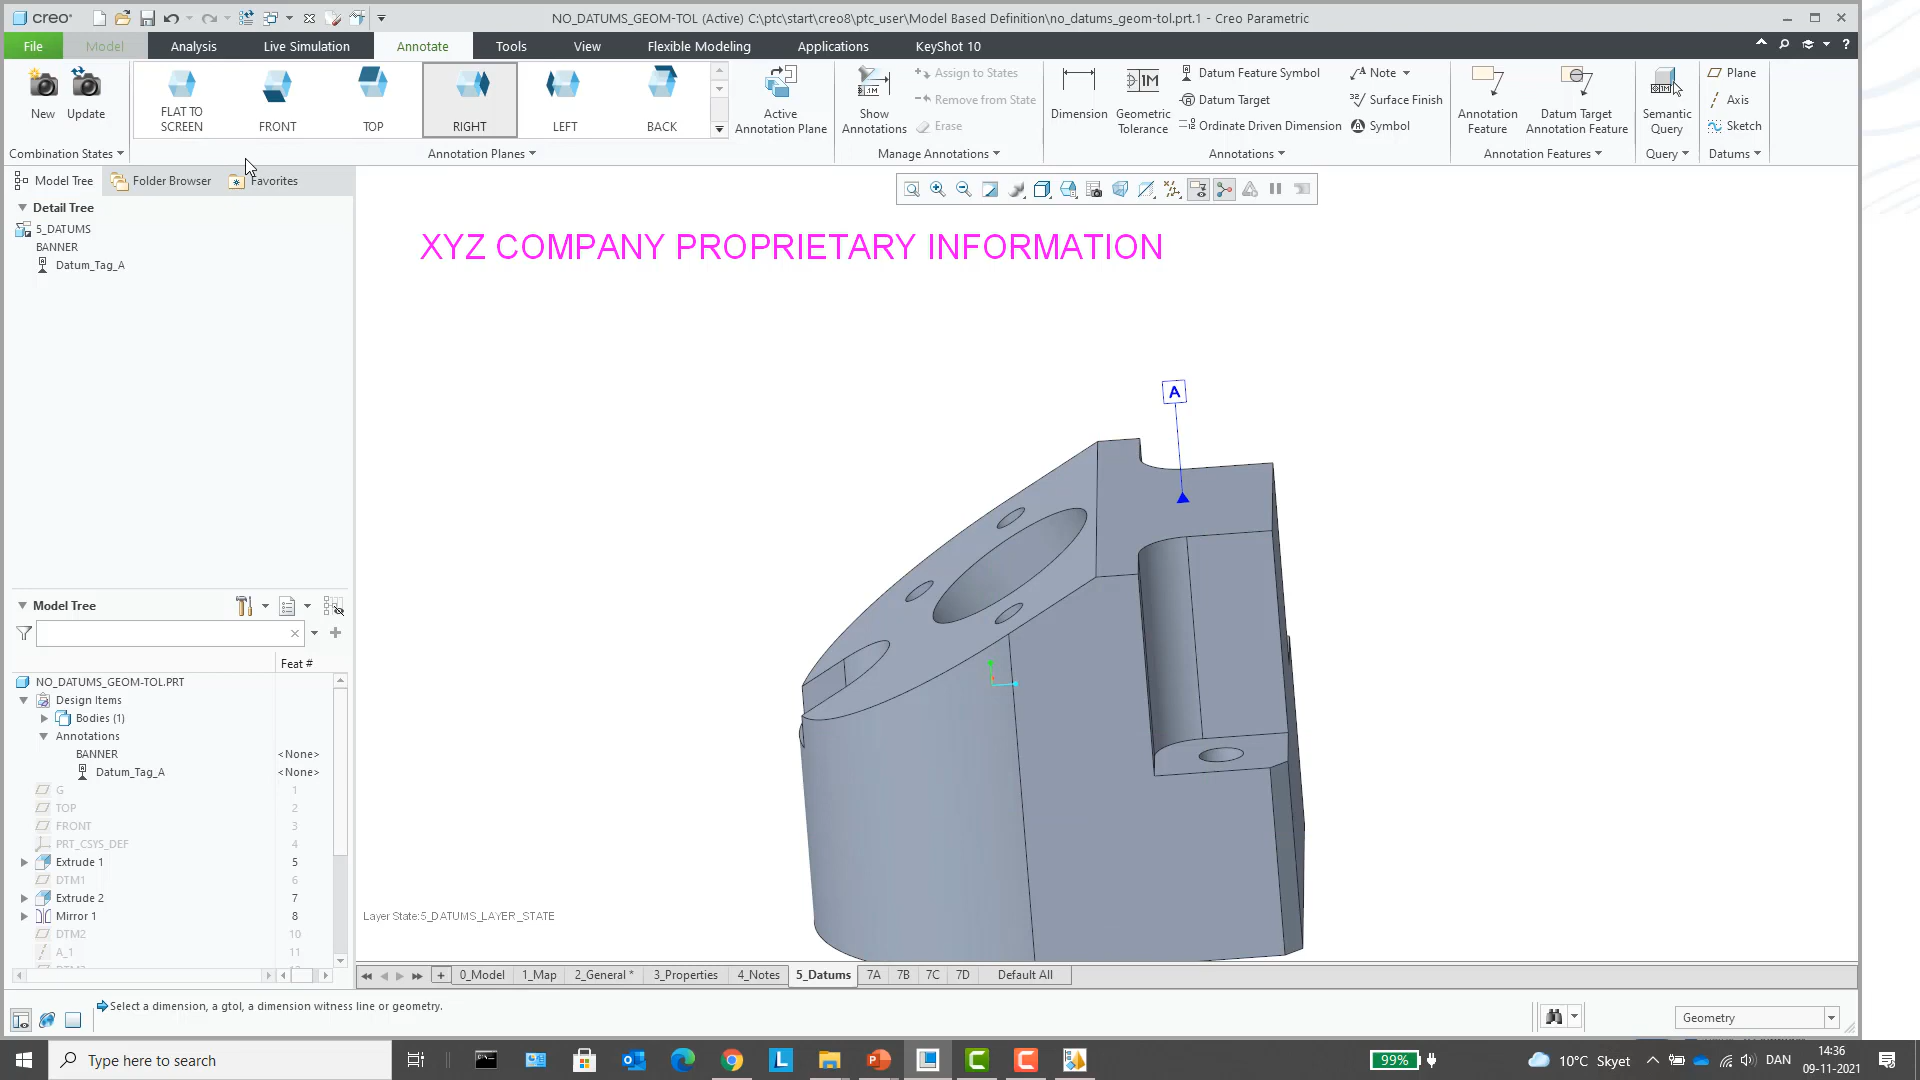 creo®
NO_DATUMS_GEOM-TOL (Active) C:\ptc\start\creo8\ptc_user\Model Based Definition\no_datums_geom-tol.prt.1 - Creo Parametric
File Model Analysis Live Simulation Annotate Tools View Flexible Modeling Applications KeyShot 10
New Update
Combination States
FLAT TO SCREEN FRONT TOP RIGHT LEFT BACK
Annotation Planes
Active Annotation Plane
Show Annotations
Assign to States
Remove from State
Erase
Manage Annotations
Dimension
Geometric Tolerance
Datum Feature Symbol
Datum Target
Ordinate Driven Dimension
Note
Surface Finish
Symbol
Annotations
Annotation Feature
Datum Target Annotation Feature
Annotation Features
Semantic Query
Query
Plane
Axis
Sketch
Datums
Model Tree Folder Browser Favorites
Detail Tree
5_DATUMS
BANNER
Datum_Tag_A
XYZ COMPANY PROPRIETARY INFORMATION
A
Model Tree
Feat #
NO_DATUMS_GEOM-TOL.PRT
Design Items
Bodies (1)
Annotations
BANNER <None>
Datum_Tag_A <None>
G 1
TOP 2
FRONT 3
PRT_CSYS_DEF 4
Extrude 1 5
DTM1 6
Extrude 2 7
Mirror 1 8
DTM2 10
A_1 11
Layer State:5_DATUMS_LAYER_STATE
0_Model 1_Map 2_General * 3_Properties 4_Notes 5_Datums 7A 7B 7C 7D Default All
Select a dimension, a gtol, a dimension witness line or geometry.
Geometry
Type here to search
99%
10°C Skyet
DAN
14:36
09-11-2021